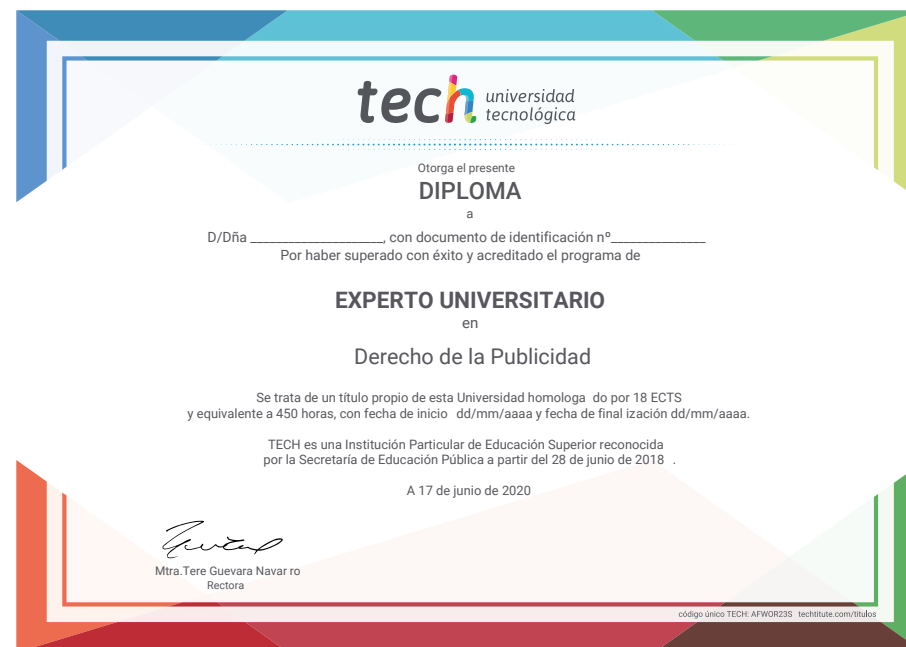 tech universidad
tecnológica
Otorga el presente
DIPLOMA
a
D/Dña ___________________, con documento de identificación nº_____________
Por haber superado con éxito y acreditado el programa de
EXPERTO UNIVERSITARIO
en
Derecho de la Publicidad
Se trata de un título propio de esta Universidad homologa do por 18 ECTS
y equivalente a 450 horas, con fecha de inicio dd/mm/aaaa y fecha de final ización dd/mm/aaaa.
TECH es una Institución Particular de Educación Superior reconocida
por la Secretaría de Educación Pública a partir del 28 de junio de 2018 .
A 17 de junio de 2020
Mtra.Tere Guevara Navar ro
Rectora
código único TECH: AFWOR23S techtitute.com/titulos